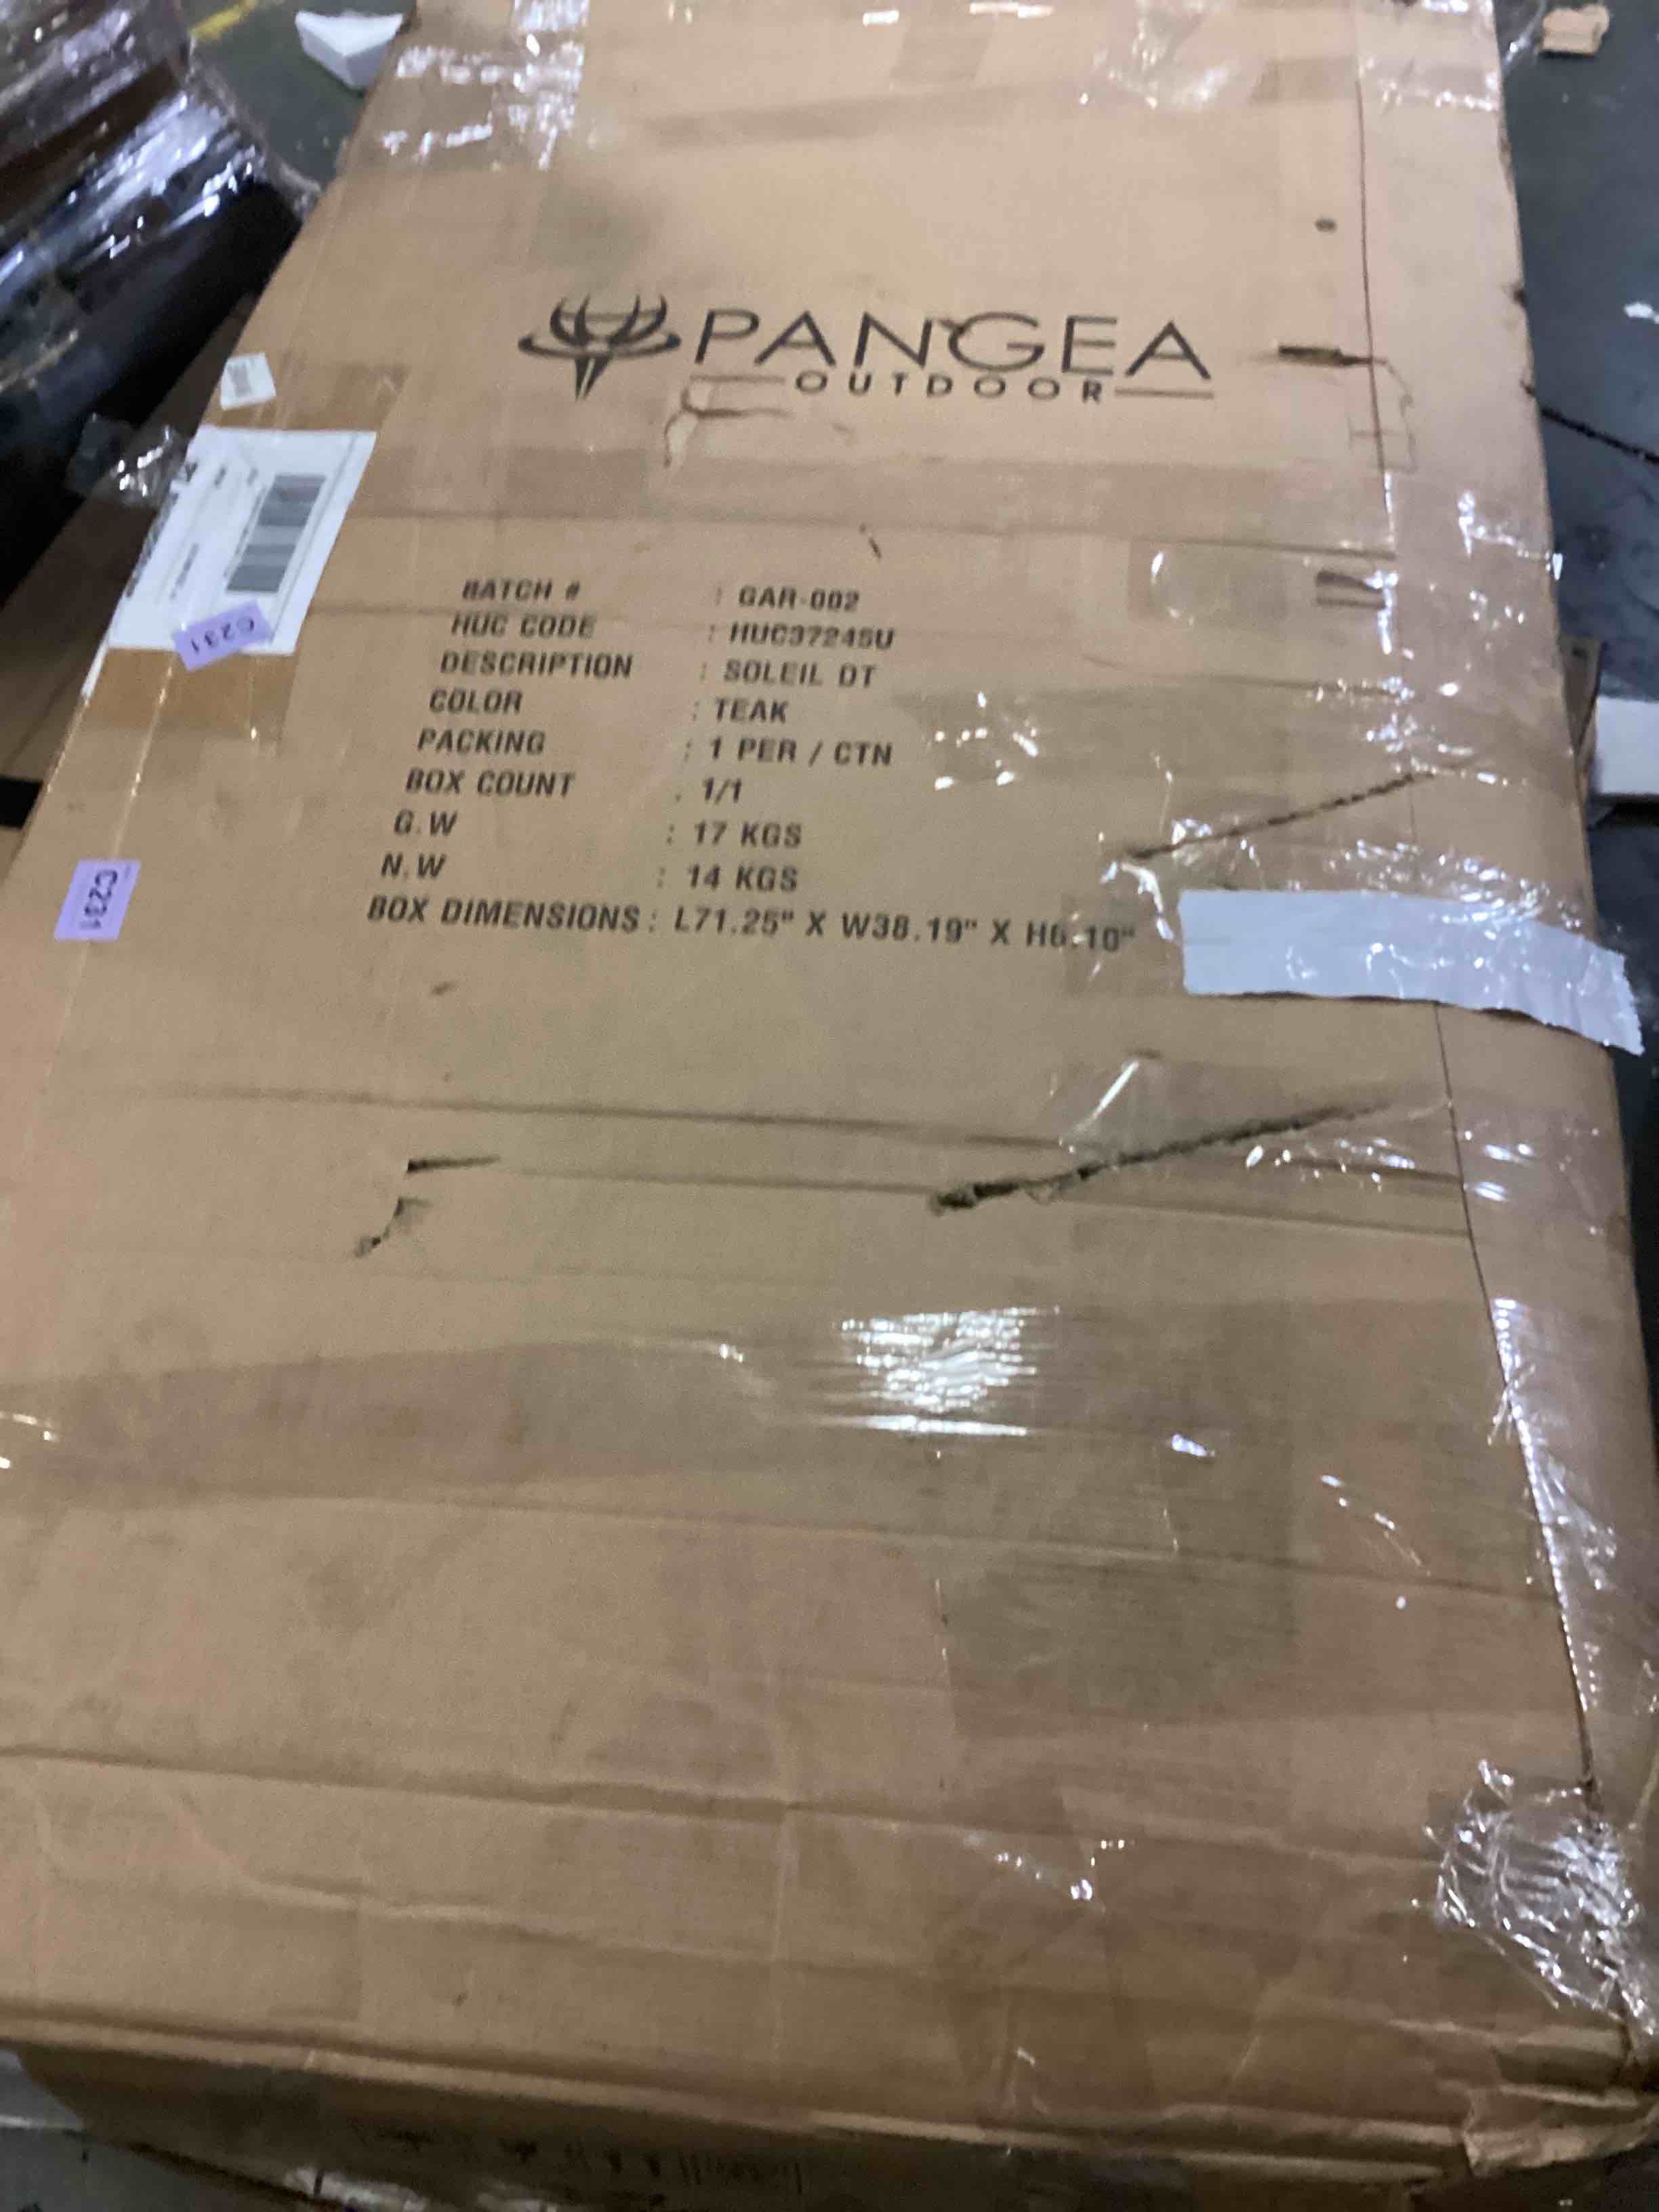 PANGEA
OUTDOOR
BATCH # : GAR-002
HUC CODE : HUC37245U
DESCRIPTION : SOLEIL DT
COLOR : TEAK
PACKING : 1 PER / CTN
BOX COUNT : 1/1
G.W : 17 KGS
N.W : 14 KGS
BOX DIMENSIONS : L71.25" X W38.19" X H6.10"
C231
C231